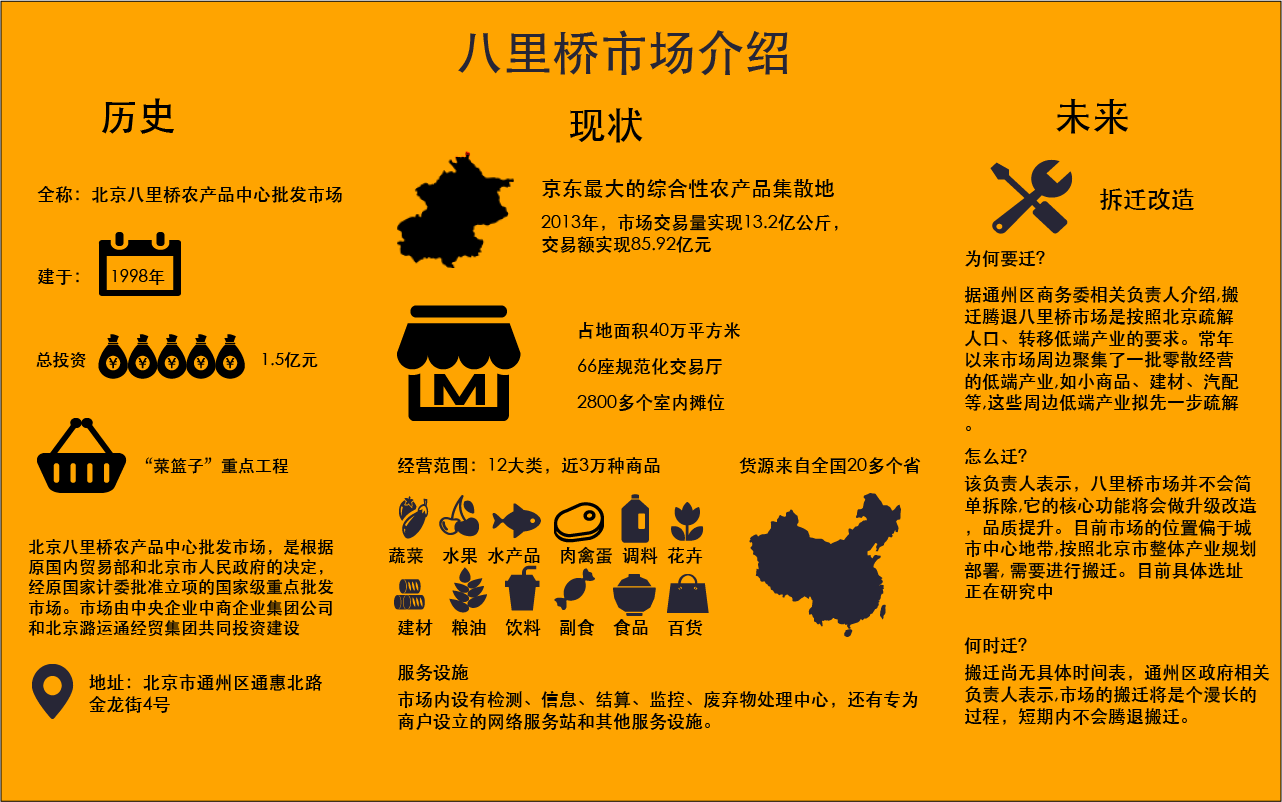 八里桥市场介绍
历史
全称：北京八里桥农产品中心批发市场
建于：
1998年
总投资
¥ ¥ ¥ ¥ ¥
1.5亿元
“菜篮子”重点工程
北京八里桥农产品中心批发市场，是根据
原国内贸易部和北京市人民政府的决定，
经原国家计委批准立项的国家级重点批发
市场。市场由中央企业中商企业集团公司
和北京潞运通经贸集团共同投资建设
地址：北京市通州区通惠北路
金龙街4号
现状
京东最大的综合性农产品集散地
2013年，市场交易量实现13.2亿公斤，
交易额实现85.92亿元
M
占地面积40万平方米
66座规范化交易厅
2800多个室内摊位
经营范围：12大类，近3万种商品
货源来自全国20多个省
蔬菜 水果 水产品 肉禽蛋 调料 花卉
建材 粮油 饮料 副食 食品 百货
服务设施
市场内设有检测、信息、结算、监控、废弃物处理中心，还有专为
商户设立的网络服务站和其他服务设施。
未来
拆迁改造
为何要迁?
据通州区商务委相关负责人介绍,搬
迁腾退八里桥市场是按照北京疏解
人口、转移低端产业的要求。常年
以来市场周边聚集了一批零散经营
的低端产业,如小商品、建材、汽配
等,这些周边低端产业拟先一步疏解
。
怎么迁?
该负责人表示，八里桥市场并不会简
单拆除,它的核心功能将会做升级改造
，品质提升。目前市场的位置偏于城
市中心地带,按照北京市整体产业规划
部署, 需要进行搬迁。目前具体选址
正在研究中
何时迁?
搬迁尚无具体时间表，通州区政府相关
负责人表示,市场的搬迁将是个漫长的
过程，短期内不会腾退搬迁。